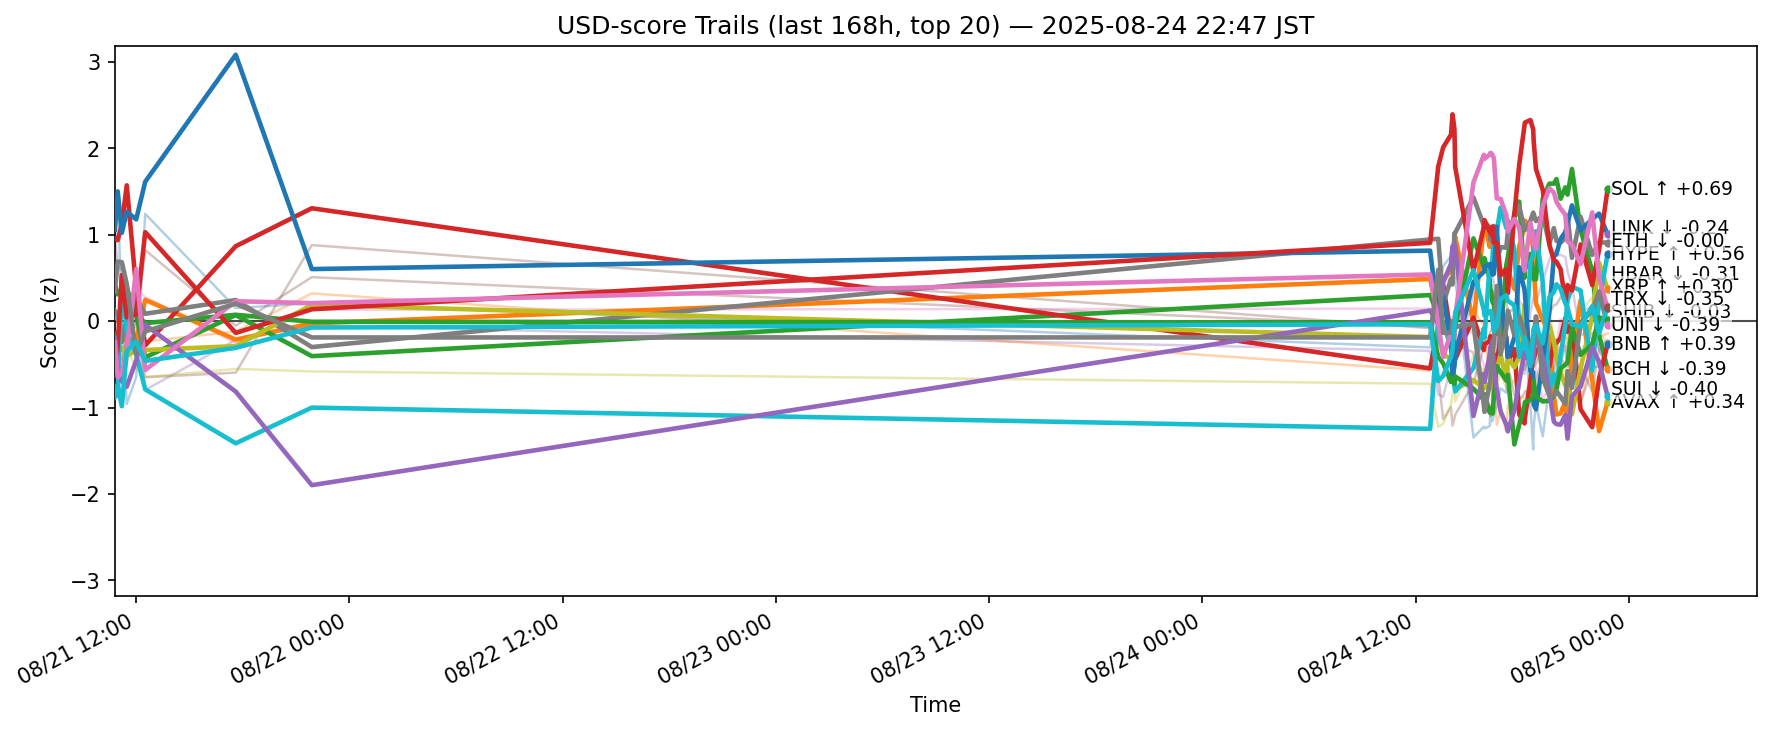 USD-score Trails (last 168h, top 20) — 2025-08-24 22:47 JST
3
2
1
0
−1
−2
−3
Score (z)
SOL ↑ +0.69
LINK ↓ -0.24
ETH ↓ -0.00
HYPE ↑ +0.56
HBAR ↓ -0.31
XRP ↑ +0.30
TRX ↓ -0.35
SHIB ↓ -0.03
UNI ↓ -0.39
BNB ↑ +0.39
BCH ↓ -0.39
SUI ↓ -0.40
AVAX ↑ +0.34
08/21 12:00
08/22 00:00
08/22 12:00
08/23 00:00
08/23 12:00
08/24 00:00
08/24 12:00
08/25 00:00
Time